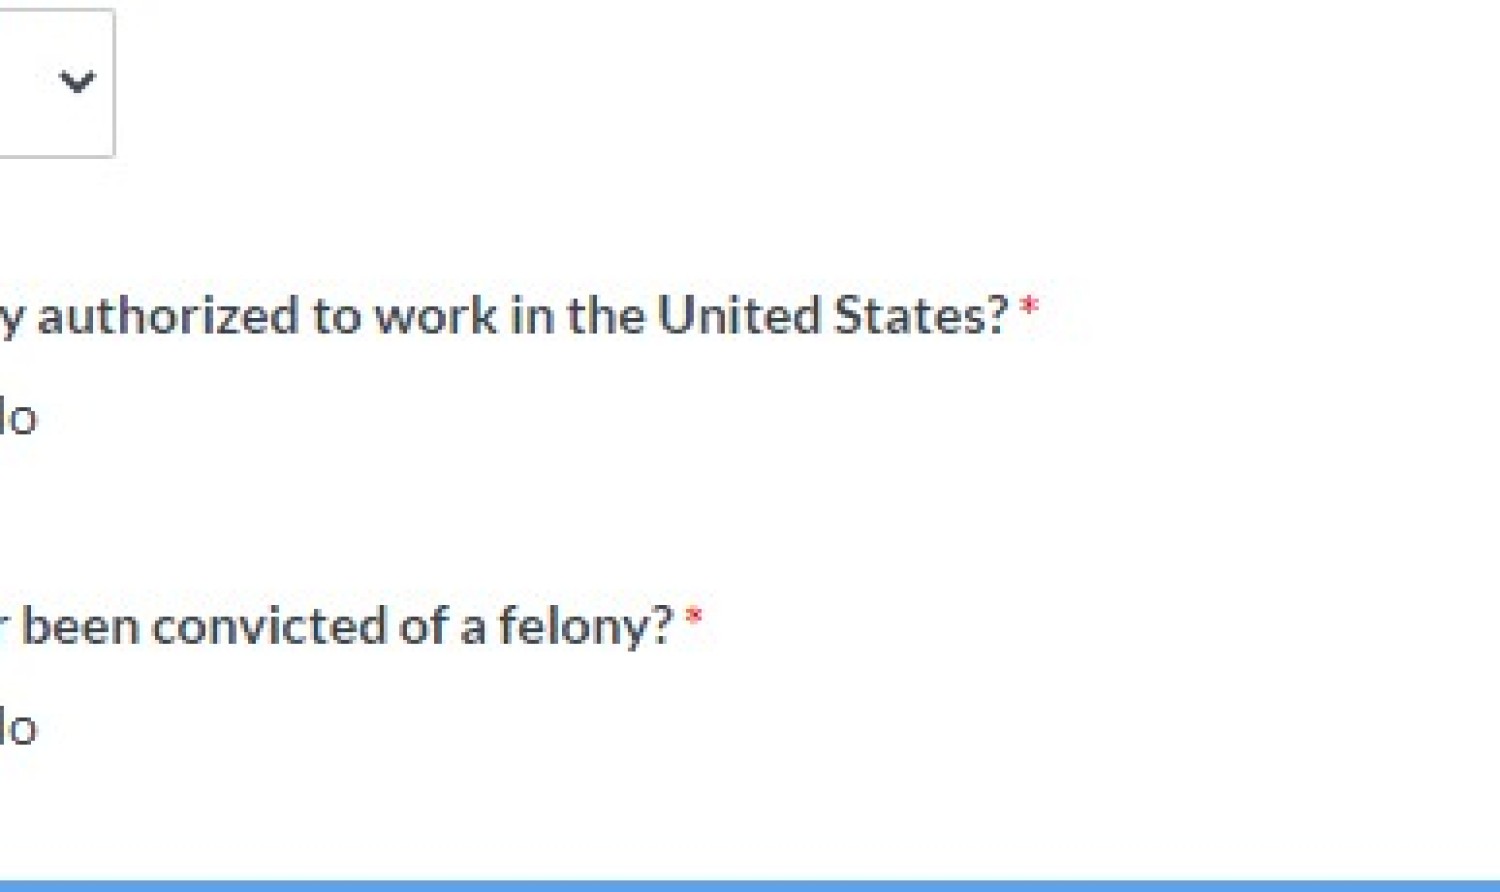 y authorized to work in the United States? *
lo
r been convicted of a felony? *
lo